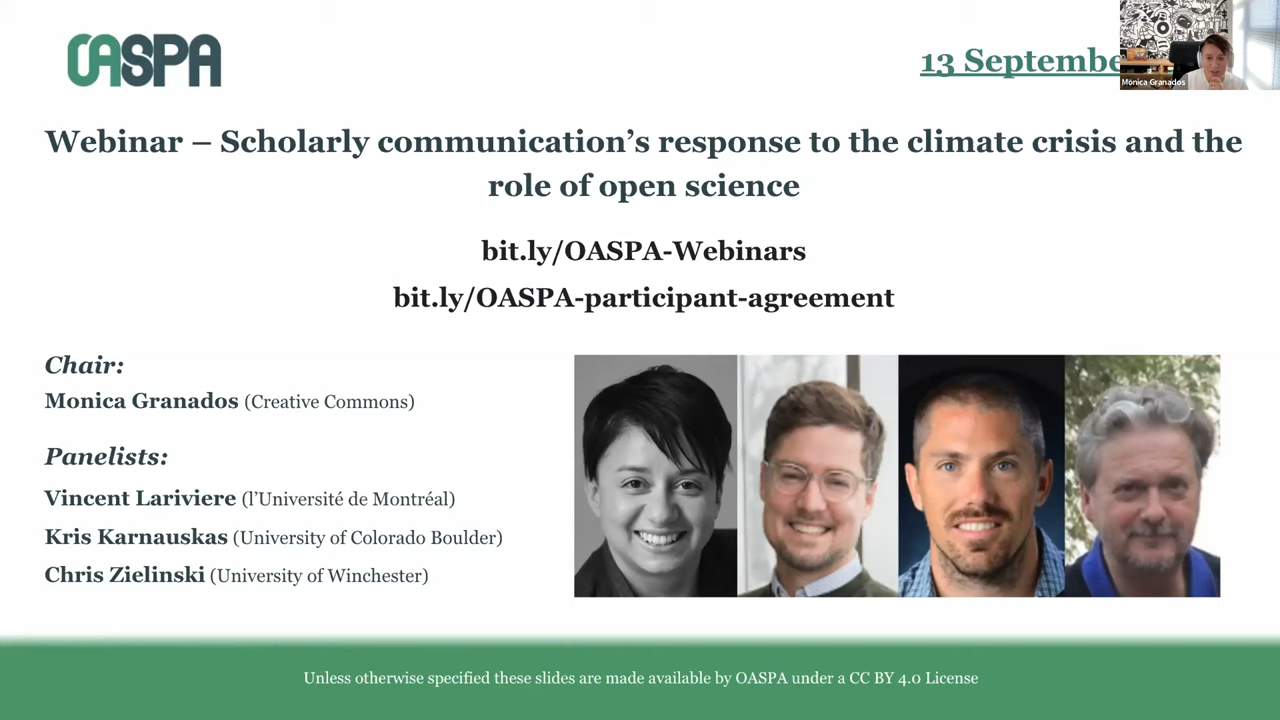 OASPA
13 Septembe
Monica Granados
Webinar – Scholarly communication’s response to the climate crisis and the
role of open science
bit.ly/OASPA-Webinars
bit.ly/OASPA-participant-agreement
Chair:
Monica Granados (Creative Commons)
Panelists:
Vincent Lariviere (l’Université de Montréal)
Kris Karnauskas (University of Colorado Boulder)
Chris Zielinski (University of Winchester)
Unless otherwise specified these slides are made available by OASPA under a CC BY 4.0 License